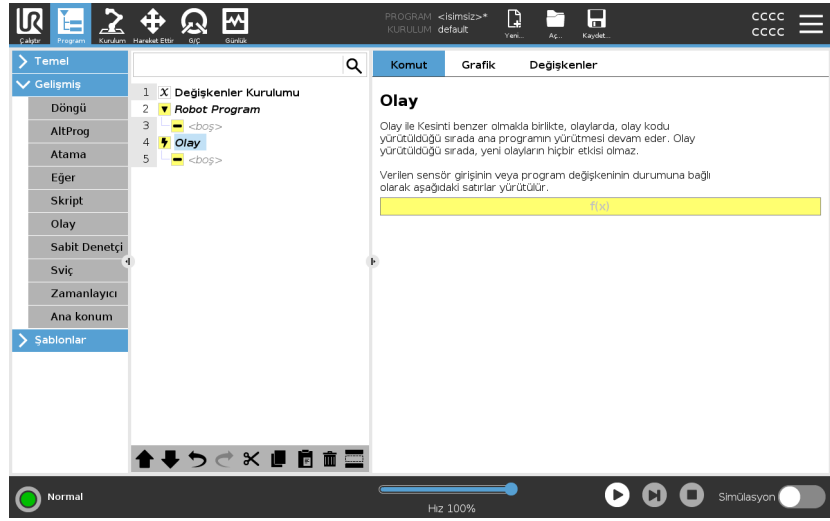 UR
Çalıştır
Program
Kurulum
Hareket Ettir
G/Ç
Günlük
PROGRAM <isimsiz>*
KURULUM default
Yeni...
Aç...
Kaydet...
cccc
cccc
Temel
Gelişmiş
Döngü
AltProg
Atama
Eğer
Skript
Olay
Sabit Denetçi
Sviç
Zamanlayıcı
Ana konum
Şablonlar
1 X Değişkenler Kurulumu
2 Robot Program
3 <boş>
4 Olay
5 <boş>
Komut Grafik Değişkenler
Olay
Olay ile Kesinti benzer olmakla birlikte, olaylarda, olay kodu
yürütüldüğü sırada ana programın yürütmesi devam eder. Olay
yürütüldüğü sırada, yeni olayların hiçbir etkisi olmaz.
Verilen sensör girişinin veya program değişkeninin durumuna bağlı
olarak aşağıdaki satırlar yürütülür.
f(x)
Normal
Hız 100%
Simülasyon